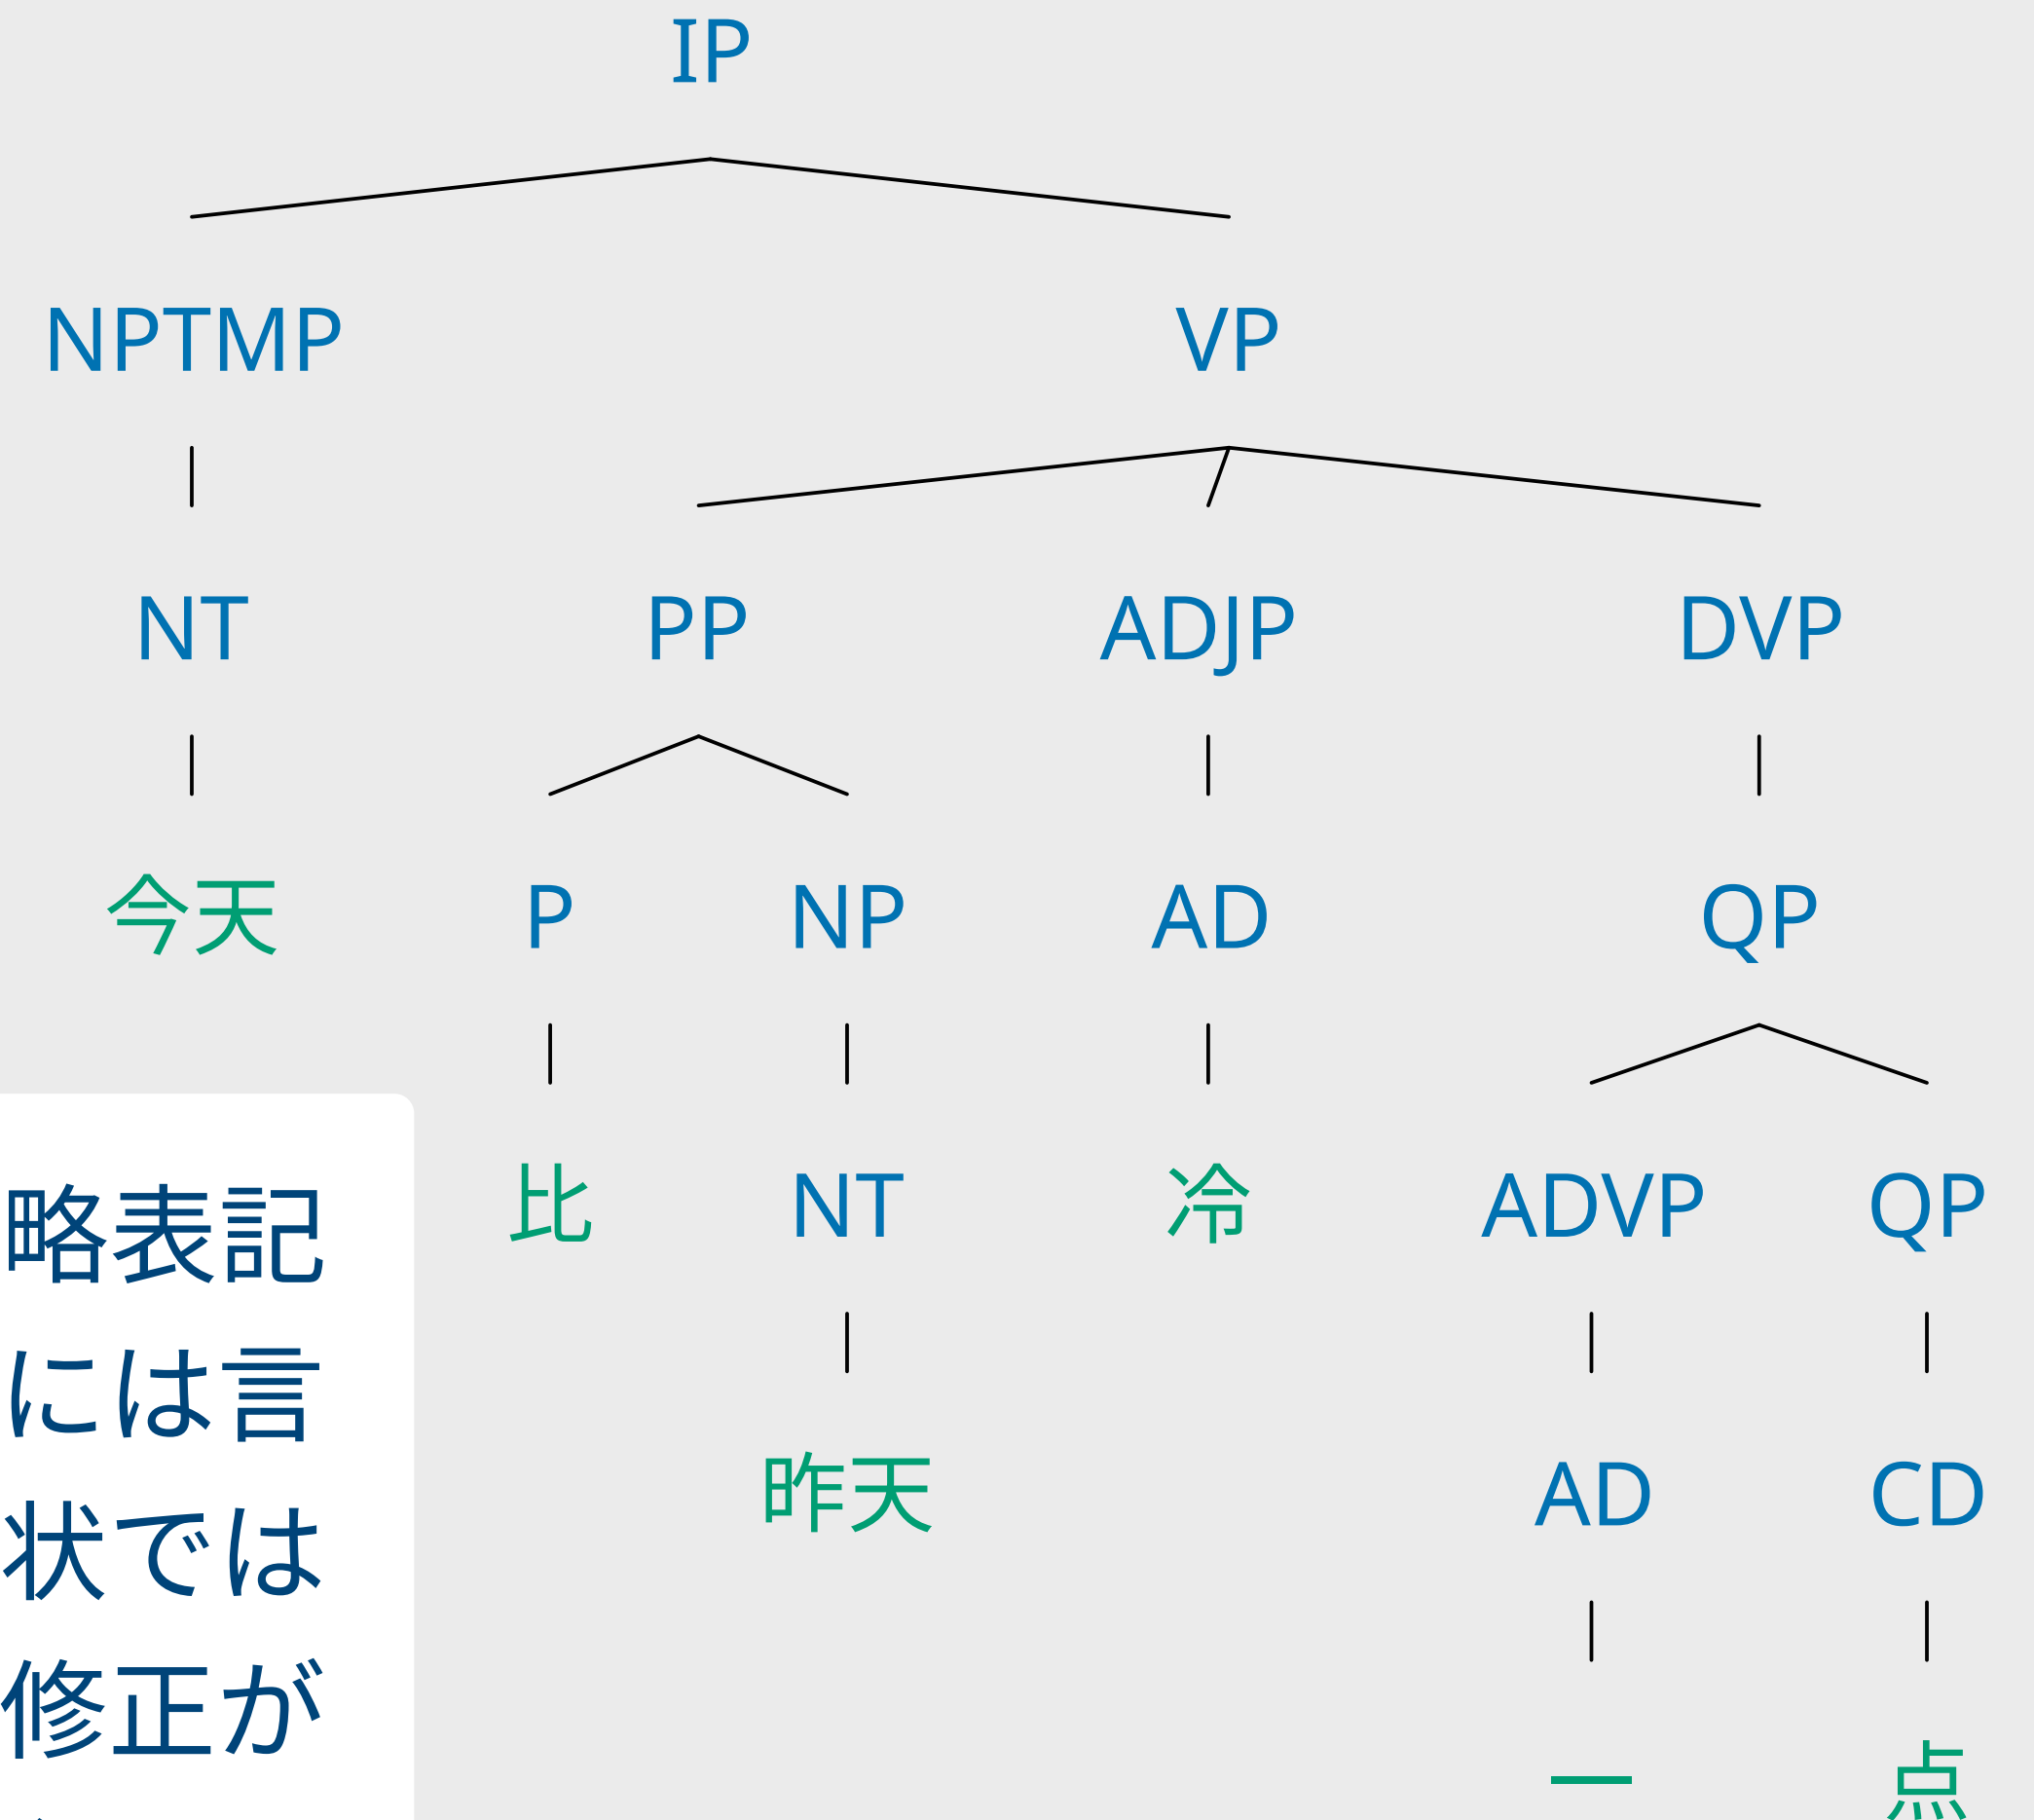 IP
NPTMP VP
NT PP ADJP DVP
今天 P NP AD QP
比 NT 冷 ADVP QP
昨天 AD CD
一 点
略表記
には言
状では
修正が